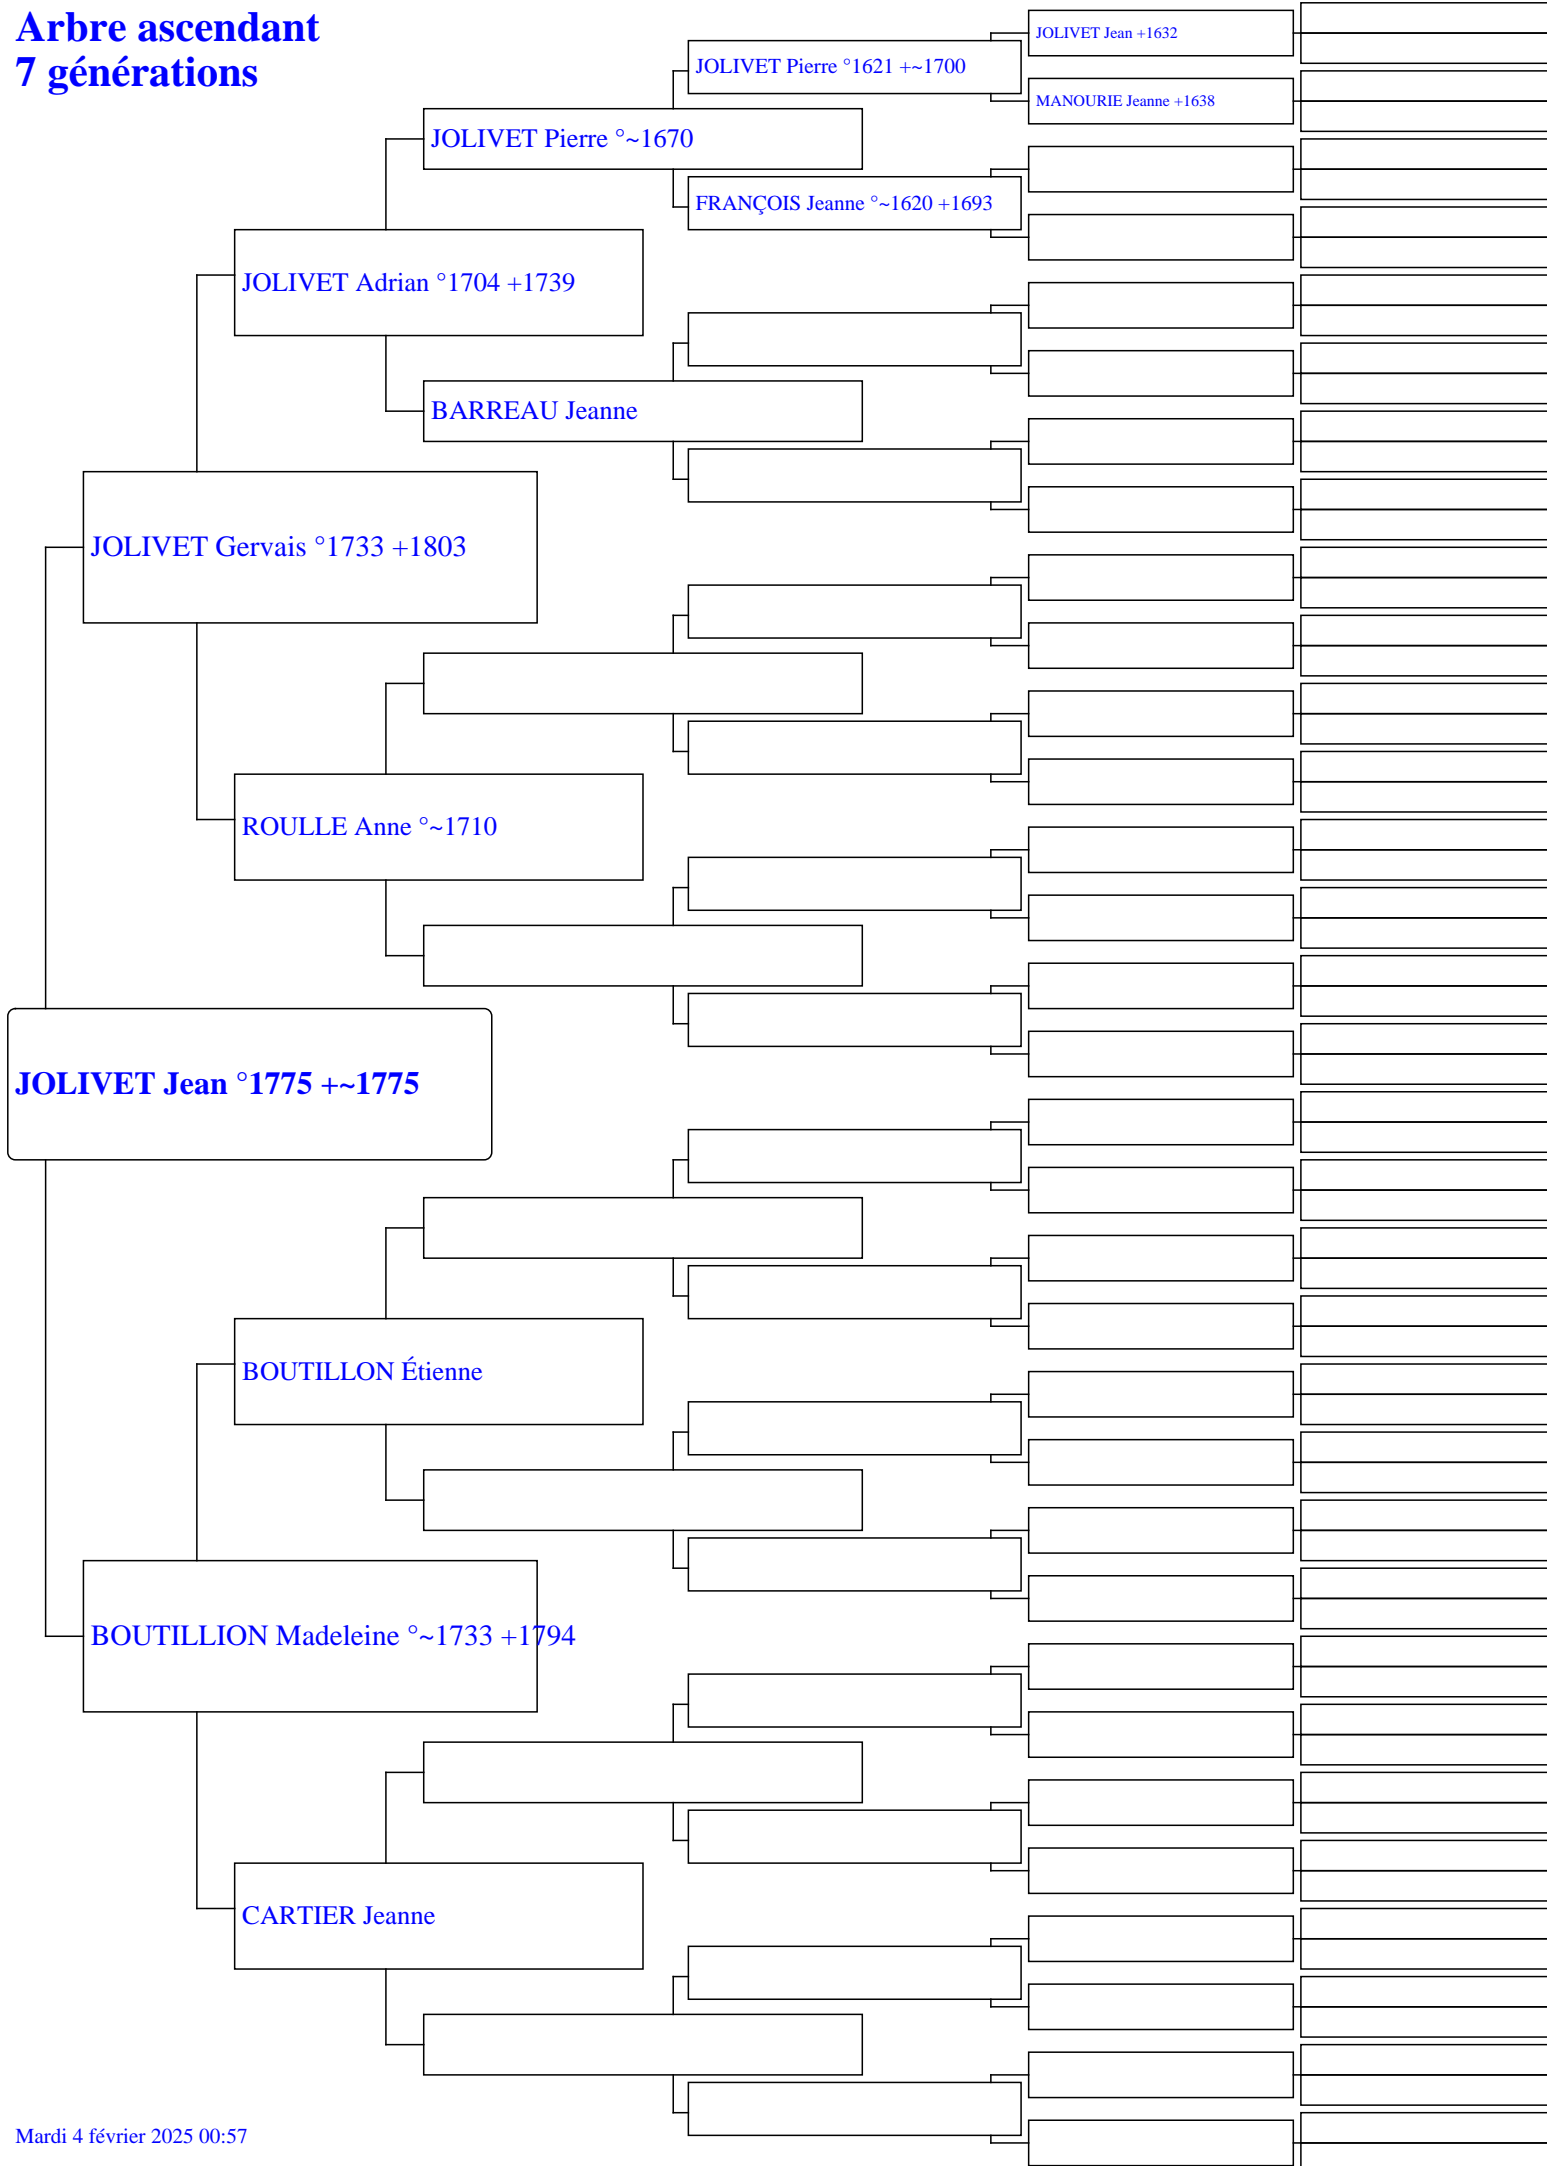 Arbre ascendant
7 générations
JOLIVET Jean +1632
JOLIVET Pierre °1621 +~1700
MANOURIE Jeanne +1638
JOLIVET Pierre °~1670
FRANÇOIS Jeanne °~1620 +1693
JOLIVET Adrian °1704 +1739
BARREAU Jeanne
JOLIVET Gervais °1733 +1803
ROULLE Anne °~1710
JOLIVET Jean °1775 +~1775
BOUTILLON Étienne
BOUTILLION Madeleine °~1733 +1794
CARTIER Jeanne
Mardi 4 février 2025 00:57